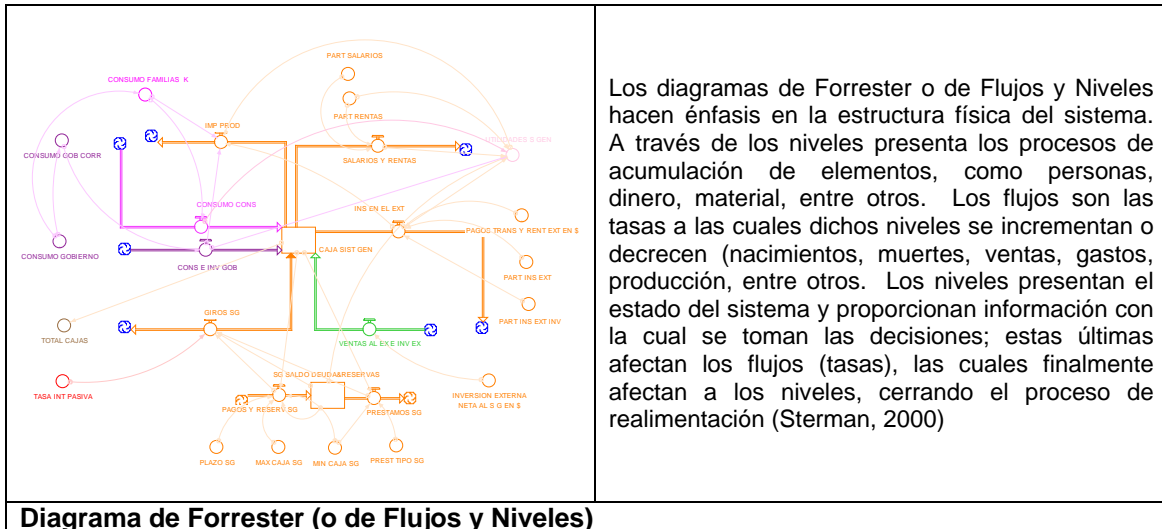 PART SALARIOS
CONSUMO FAMILIAS K
PART RENTAS
IMP PROD
CONSUMO GOB CORR
SALARIOS Y RENTAS
UTILIDADES S GEN
CONSUMO CONS
INS EN EL EXT
PAGOS TRANS Y RENT EXT EN $
CONSUMO GOBIERNO
CAJA SIST GEN
CONS E INV GOB
PART INS EXT
GIROS SG
PART INS EXT INV
TOTAL CAJAS
VENTAS AL EX E INV EX
SG SALDO DEUDA&RESERVAS
TASA INT PASIVA
PAGOS Y RESERV SG
PRESTAMOS SG
INVERSION EXTERNA
NETA AL S G EN $
PLAZO SG
MAX CAJA SG
MIN CAJA SG
PREST TIPO SG
Los diagramas de Forrester o de Flujos y Niveles
hacen énfasis en la estructura física del sistema.
A través de los niveles presenta los procesos de
acumulación de elementos, como personas,
dinero, material, entre otros. Los flujos son las
tasas a las cuales dichos niveles se incrementan o
decrecen (nacimientos, muertes, ventas, gastos,
producción, entre otros. Los niveles presentan el
estado del sistema y proporcionan información con
la cual se toman las decisiones; estas últimas
afectan los flujos (tasas), las cuales finalmente
afectan a los niveles, cerrando el proceso de
realimentación (Sterman, 2000)
Diagrama de Forrester (o de Flujos y Niveles)